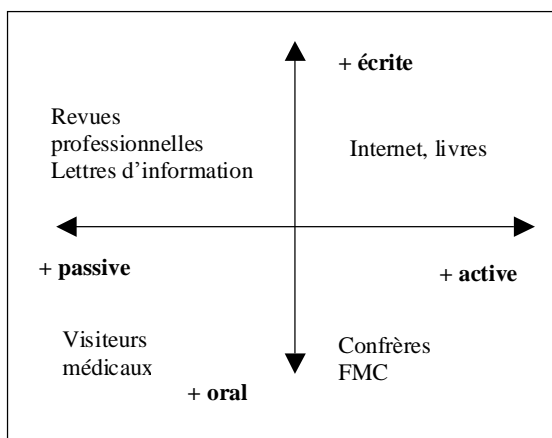 + écrite
Revues
professionnelles
Lettres d’information
Internet, livres
+ passive
+ active
Visiteurs
médicaux
Confrères
FMC
+ oral